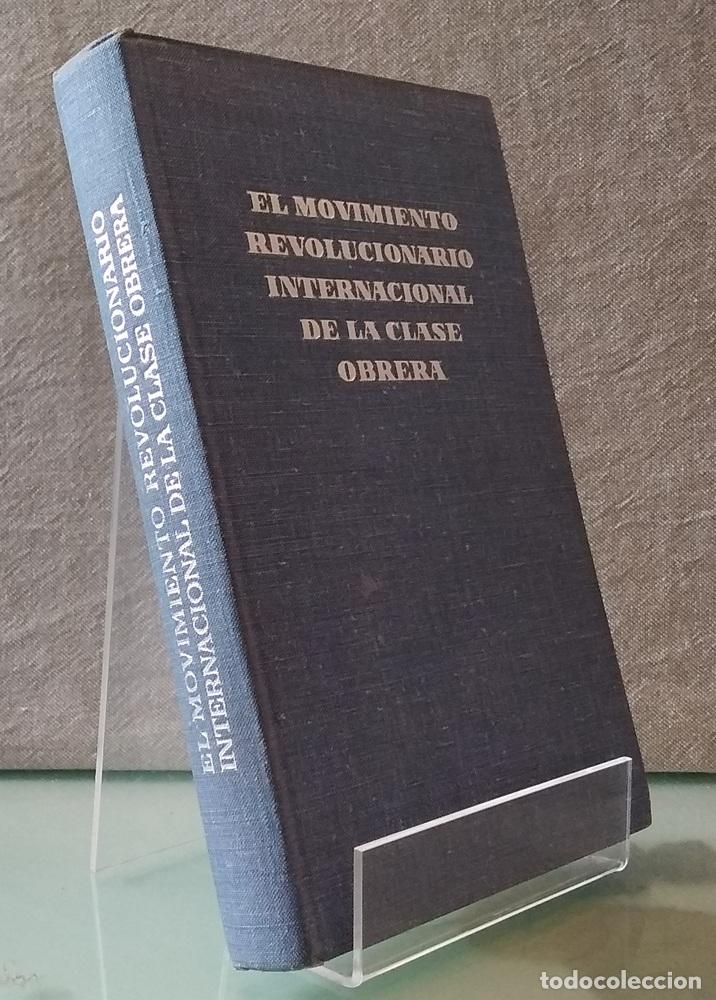 EL MOVIMIENTO
REVOLUCIONARIO
INTERNACIONAL
DE LA CLASE
OBRERA
EL MOVIMIENTO REVOLUCIONARIO
INTERNACIONAL DE LA CLASE OBRERA
todocoleccion